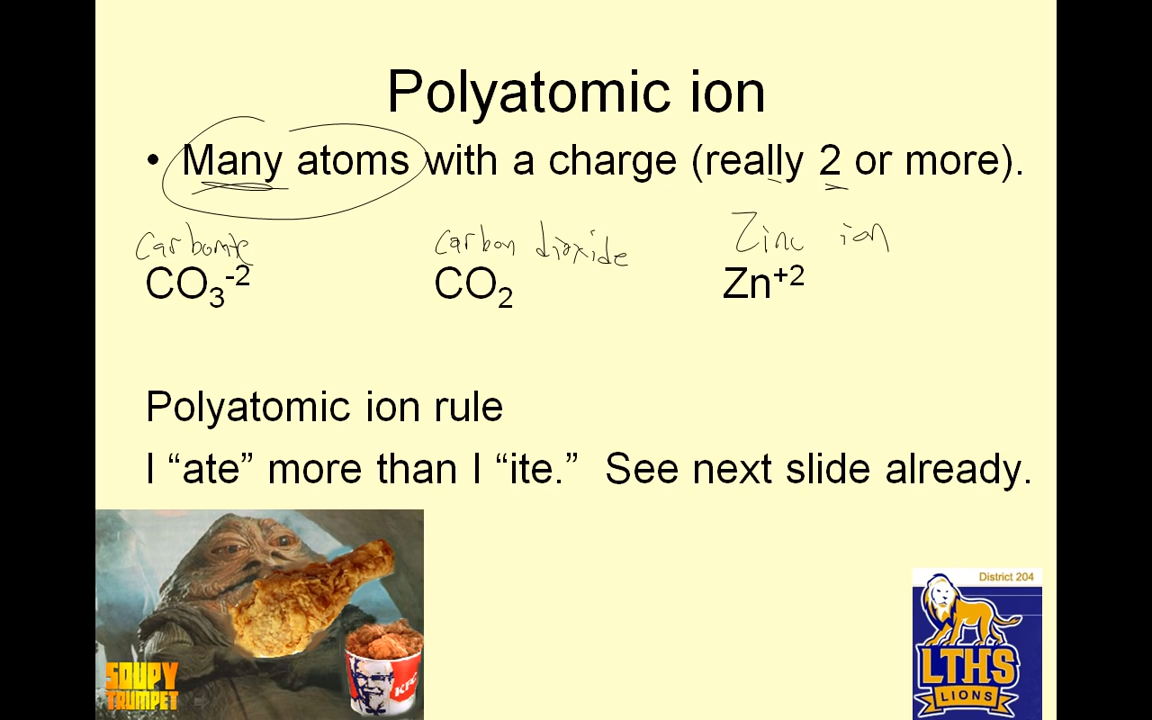 Polyatomic ion
• Many atoms with a charge (really 2 or more).
Carbonate carbon dioxide Zinc ion
CO₃⁻² CO₂ Zn⁺²
Polyatomic ion rule
I “ate” more than I “ite.” See next slide already.
District 204
SOUPY
TRUMPET
KFC
LTHS
LIONS